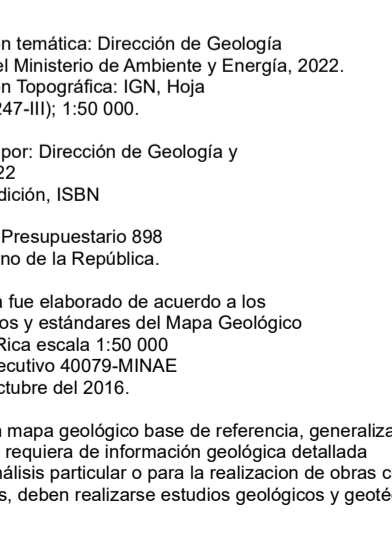 n temática: Dirección de Geología
el Ministerio de Ambiente y Energía, 2022.
n Topográfica: IGN, Hoja
247-III); 1:50 000.
por: Dirección de Geología y
22
dición, ISBN
Presupuestario 898
no de la República.
a fue elaborado de acuerdo a los
os y estándares del Mapa Geológico
Rica escala 1:50 000
ecutivo 40079-MINAE
ctubre del 2016.
mapa geológico base de referencia, generaliza
requiera de información geológica detallada
nálisis particular o para la realizacion de obras c
s, deben realizarse estudios geológicos y geoté